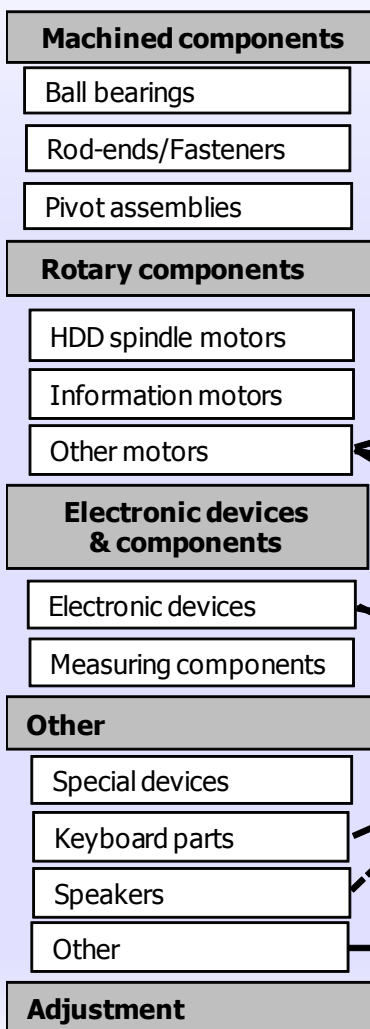 Machined components
Ball bearings
Rod-ends/Fasteners
Pivot assemblies
Rotary components
HDD spindle motors
Information motors
Other motors
Electronic devices
& components
Electronic devices
Measuring components
Other
Special devices
Keyboard parts
Speakers
Other
Adjustment